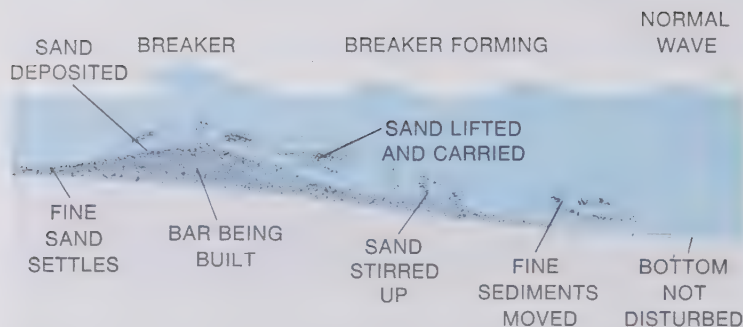 NORMAL
WAVE
SAND
DEPOSITED
BREAKER
BREAKER FORMING
SAND LIFTED
AND CARRIED
FINE
SAND
SETTLES
BAR BEING
BUILT
SAND
STIRRED
UP
FINE
SEDIMENTS
MOVED
BOTTOM
NOT
DISTURBED